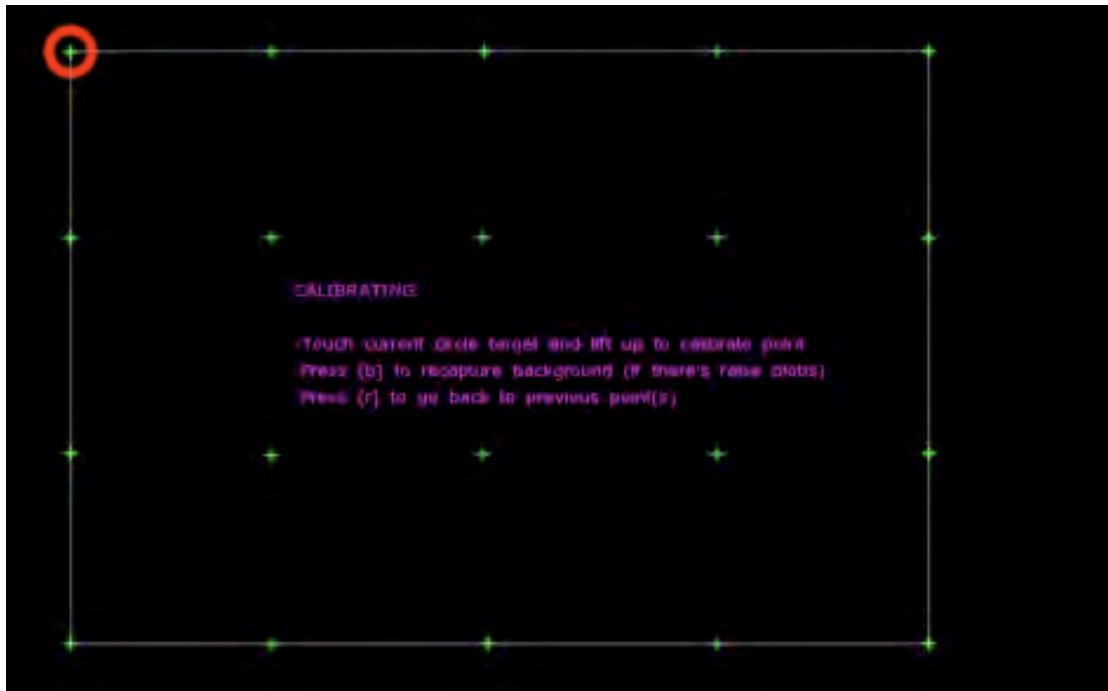 CALIBRATING
-Touch current circle target and lift up to calibrate point
-Press [b] to recapture background (if there's false blobs)
-Press [r] to go back to previous point(s)